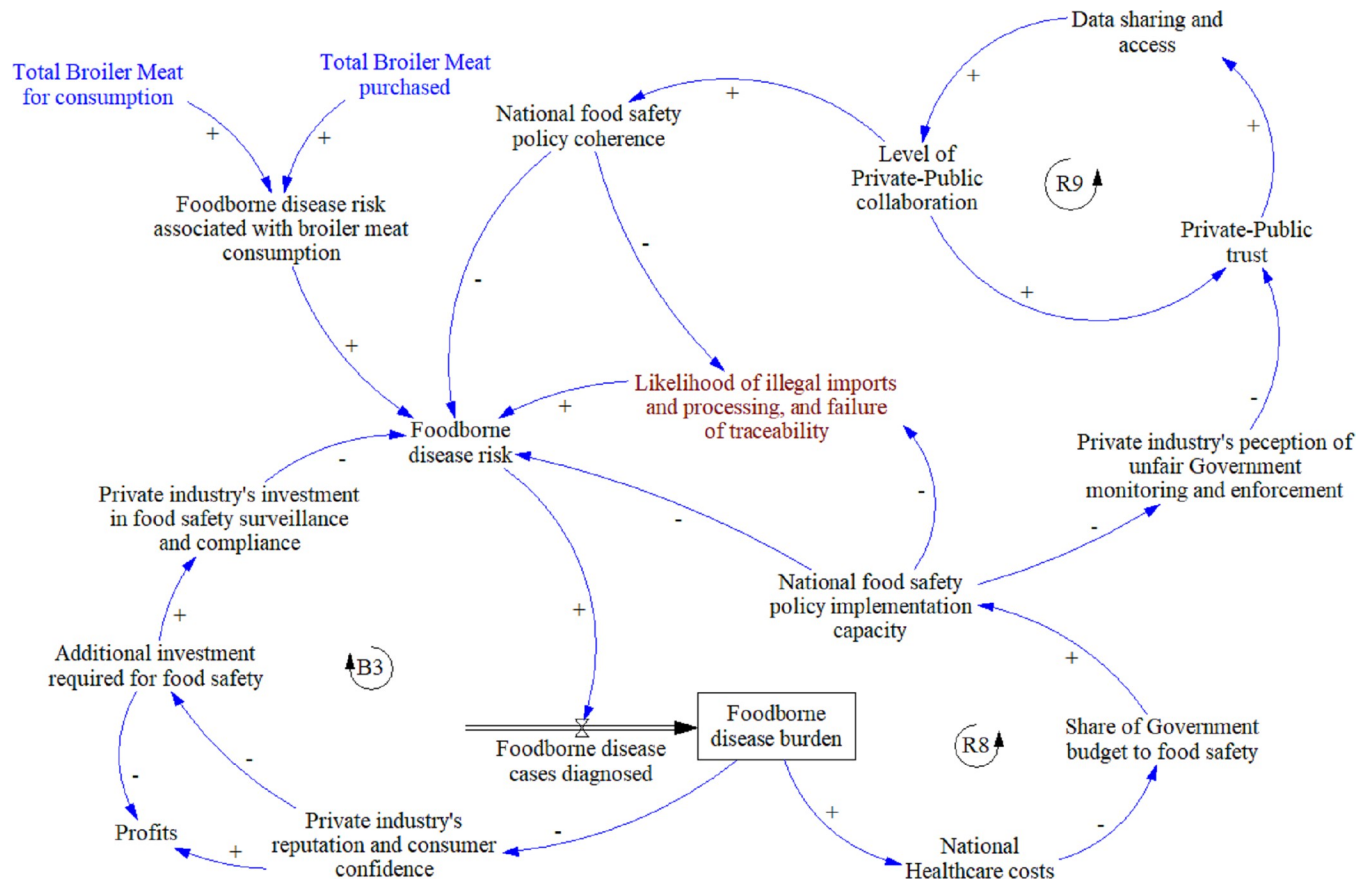 Data sharing and
access
Total Broiler Meat
for consumption
Total Broiler Meat
purchased
+
+
+
+
+
National food safety
policy coherence
Level of
Private-Public
collaboration
R9
Foodborne disease risk
associated with broiler meat
consumption
Private-Public
trust
-
-
+
+
Likelihood of illegal imports
and processing, and failure
of traceability
+
-
Foodborne
disease risk
Private industry's peception of
unfair Government
monitoring and enforcement
-
Private industry's investment
in food safety surveillance
and compliance
-
-
-
National food safety
policy implementation
capacity
+
+
+
Additional investment
required for food safety
B3
Foodborne
disease burden
Foodborne disease
cases diagnosed
R8
Share of Government
budget to food safety
-
-
+
-
-
Profits
+
Private industry's
reputation and consumer
confidence
National
Healthcare costs